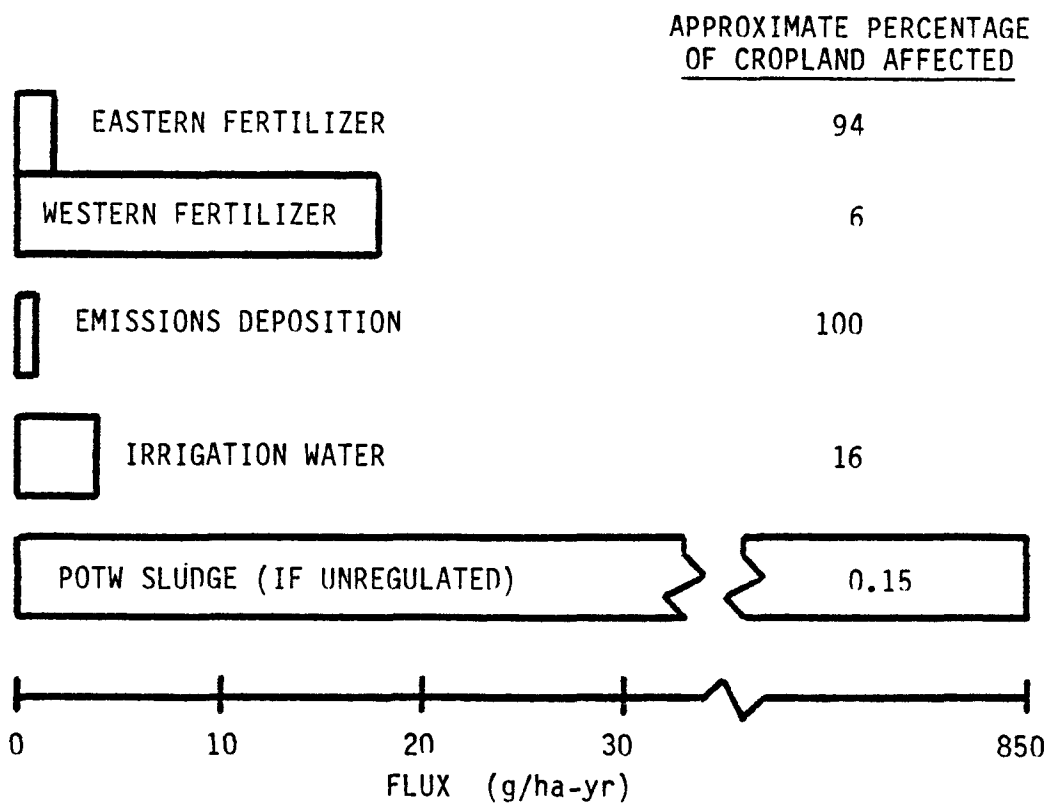 APPROXIMATE PERCENTAGE
OF CROPLAND AFFECTED
EASTERN FERTILIZER 94
WESTERN FERTILIZER 6
EMISSIONS DEPOSITION 100
IRRIGATION WATER 16
POTW SLUDGE (IF UNREGULATED) 0.15
0 10 20 30 850
FLUX (g/ha-yr)